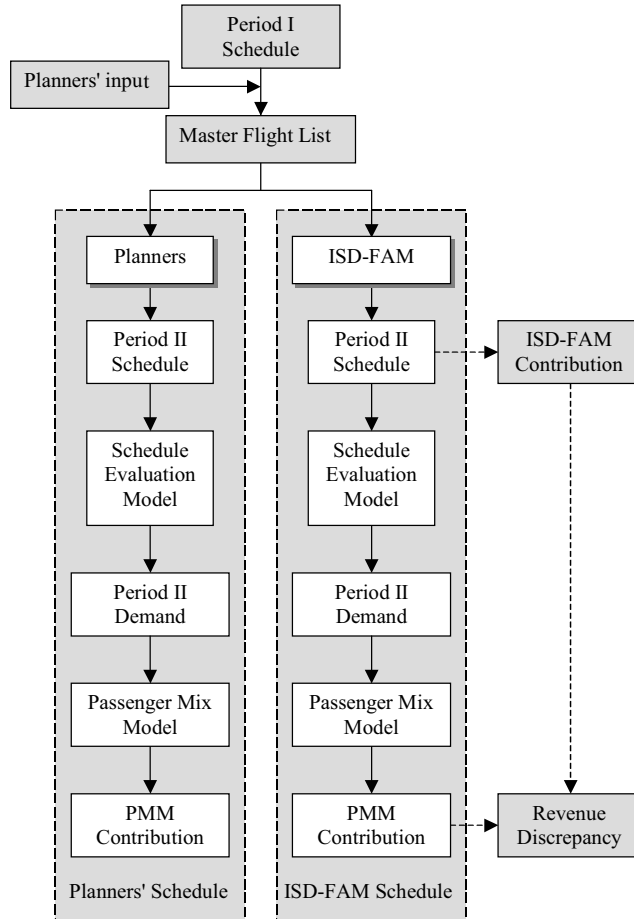 Period I
Schedule
Planners' input
Master Flight List
Planners
ISD-FAM
Period II
Schedule
Period II
Schedule
ISD-FAM
Contribution
Schedule
Evaluation
Model
Schedule
Evaluation
Model
Period II
Demand
Period II
Demand
Passenger Mix
Model
Passenger Mix
Model
PMM
Contribution
PMM
Contribution
Revenue
Discrepancy
Planners' Schedule
ISD-FAM Schedule